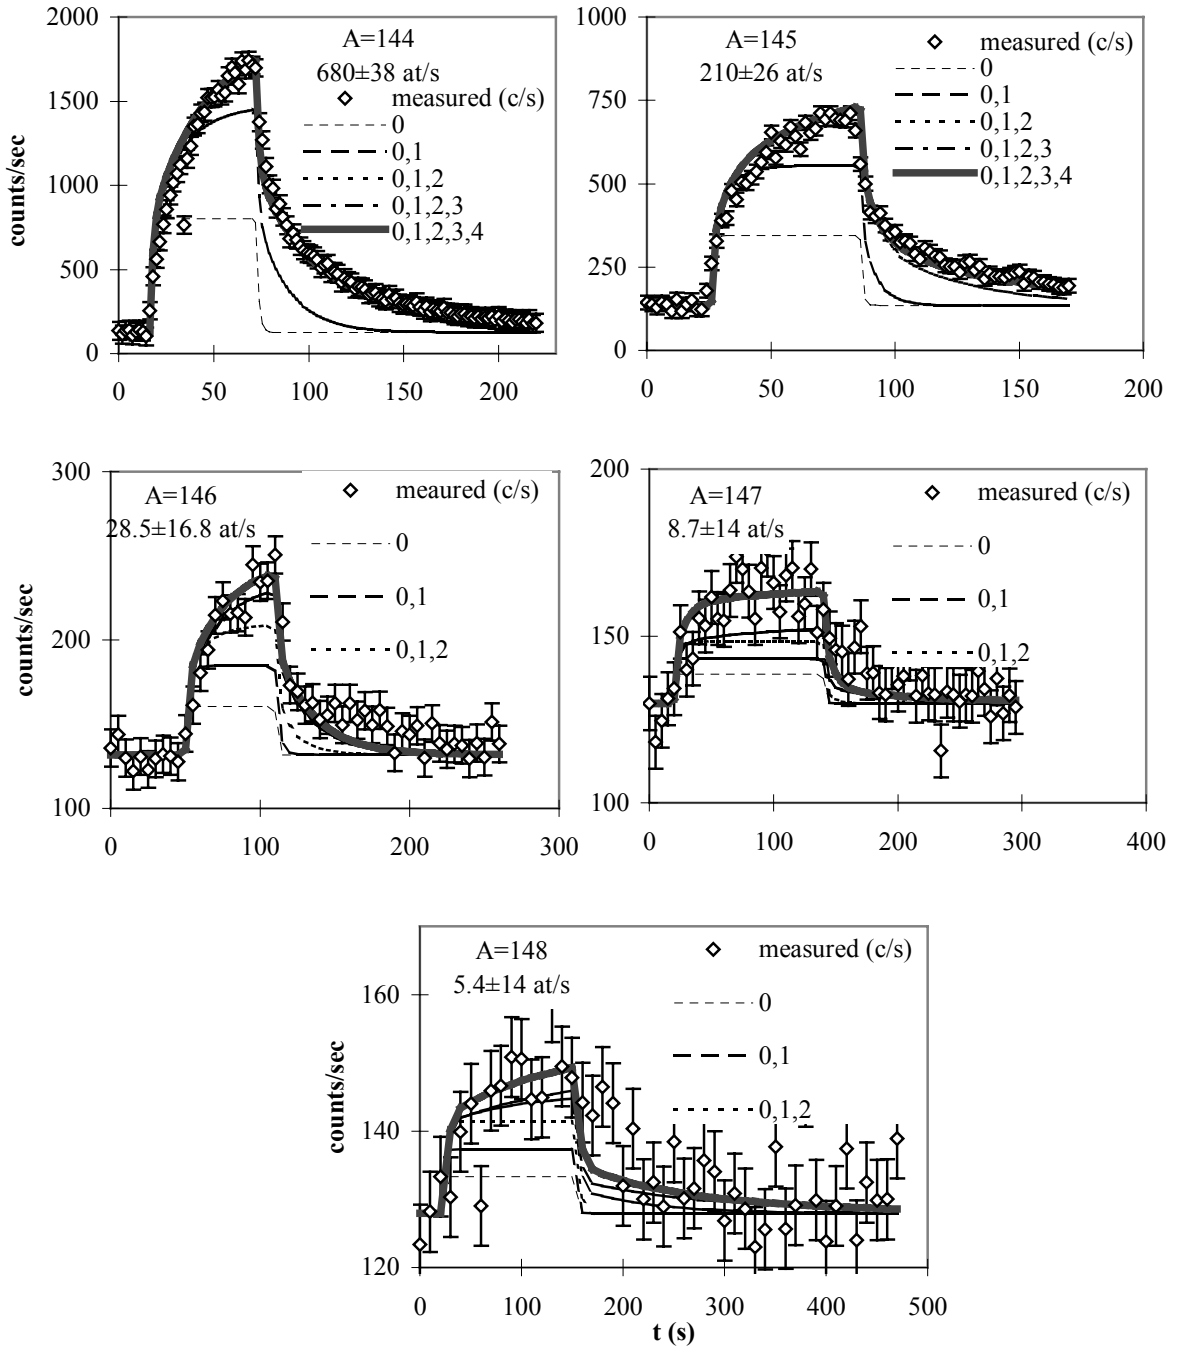 2000
1500
1000
500
0
counts/sec
A=144
680±38 at/s
measured (c/s)
0
0,1
0,1,2
0,1,2,3
0,1,2,3,4
0 50 100 150 200
1000
750
500
250
0
A=145
210±26 at/s
measured (c/s)
0
0,1
0,1,2
0,1,2,3
0,1,2,3,4
0 50 100 150 200
300
200
100
counts/sec
A=146
28.5±16.8 at/s
meaured (c/s)
0
0,1
0,1,2
0 100 200 300
200
150
100
A=147
8.7±14 at/s
measured (c/s)
0
0,1
0,1,2
0 100 200 300 400
160
140
120
counts/sec
A=148
5.4±14 at/s
measured (c/s)
0
0,1
0,1,2
0 100 200 300 400 500
t (s)